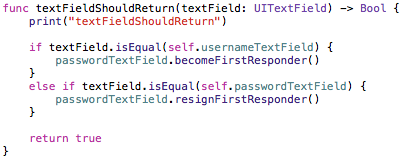 func textFieldShouldReturn(textField: UITextField) -> Bool {
    print("textFieldShouldReturn")

    if textField.isEqual(self.usernameTextField) {
        passwordTextField.becomeFirstResponder()
    }
    else if textField.isEqual(self.passwordTextField) {
        passwordTextField.resignFirstResponder()
    }

    return true
}